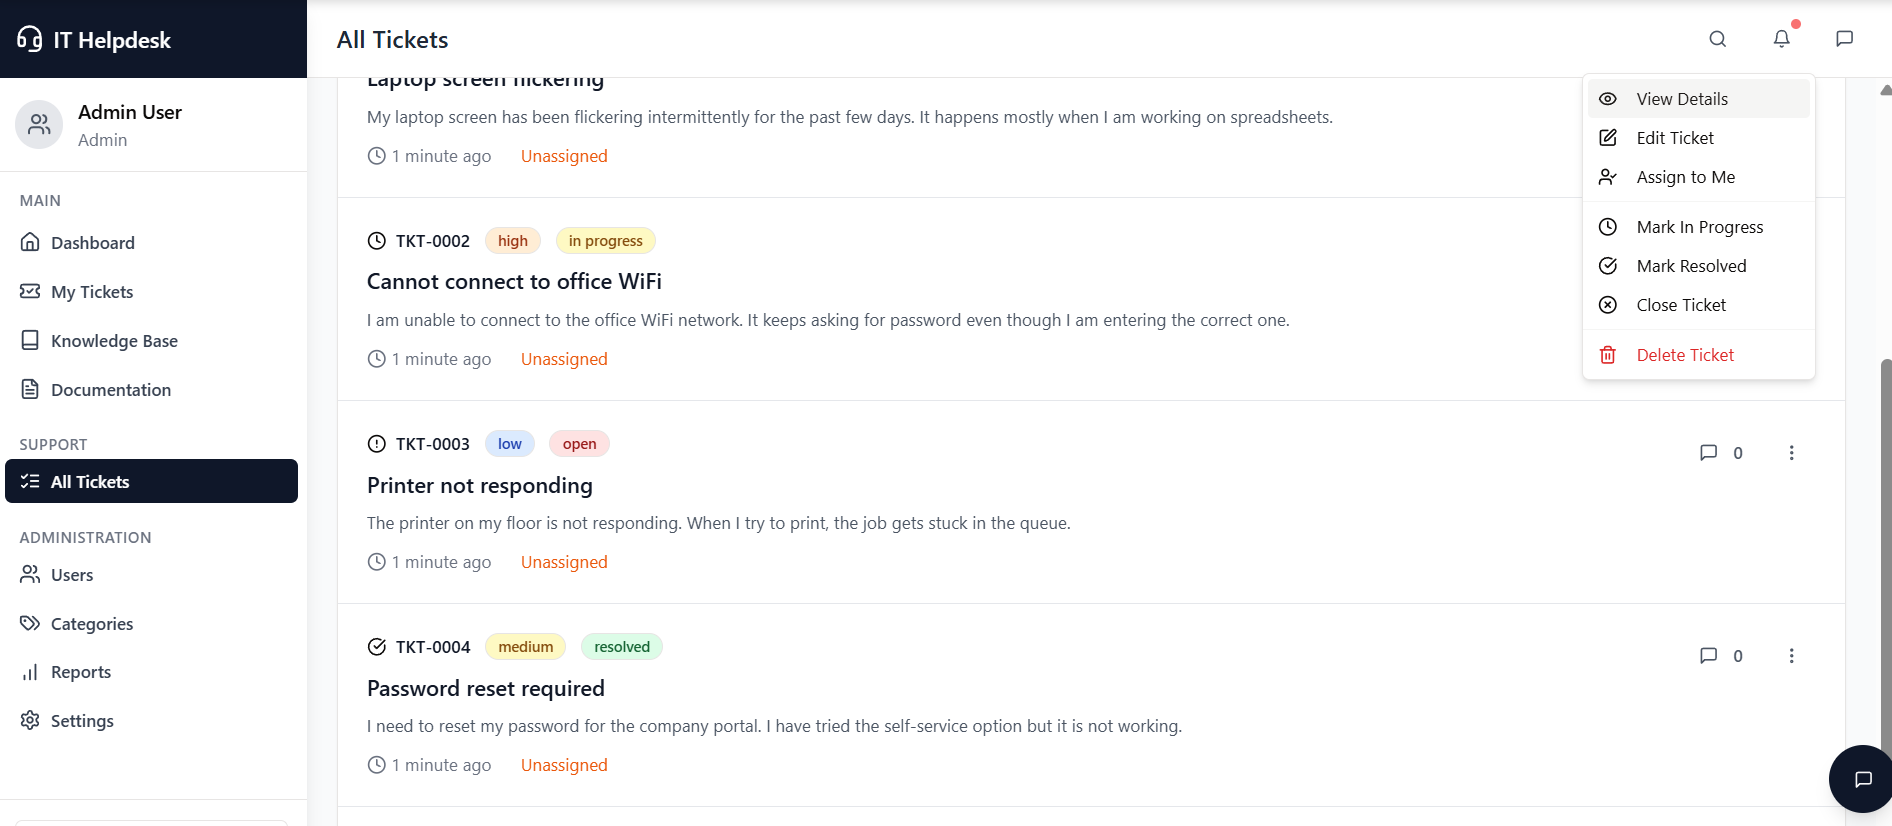 IT Helpdesk
Admin User
Admin
MAIN
Dashboard
My Tickets
Knowledge Base
Documentation
SUPPORT
All Tickets
ADMINISTRATION
Users
Categories
Reports
Settings
All Tickets
Laptop screen flickering
My laptop screen has been flickering intermittently for the past few days. It happens mostly when I am working on spreadsheets.
1 minute ago Unassigned
TKT-0002 high in progress
Cannot connect to office WiFi
I am unable to connect to the office WiFi network. It keeps asking for password even though I am entering the correct one.
1 minute ago Unassigned
TKT-0003 low open
0
Printer not responding
The printer on my floor is not responding. When I try to print, the job gets stuck in the queue.
1 minute ago Unassigned
TKT-0004 medium resolved
0
Password reset required
I need to reset my password for the company portal. I have tried the self-service option but it is not working.
1 minute ago Unassigned
View Details
Edit Ticket
Assign to Me
Mark In Progress
Mark Resolved
Close Ticket
Delete Ticket